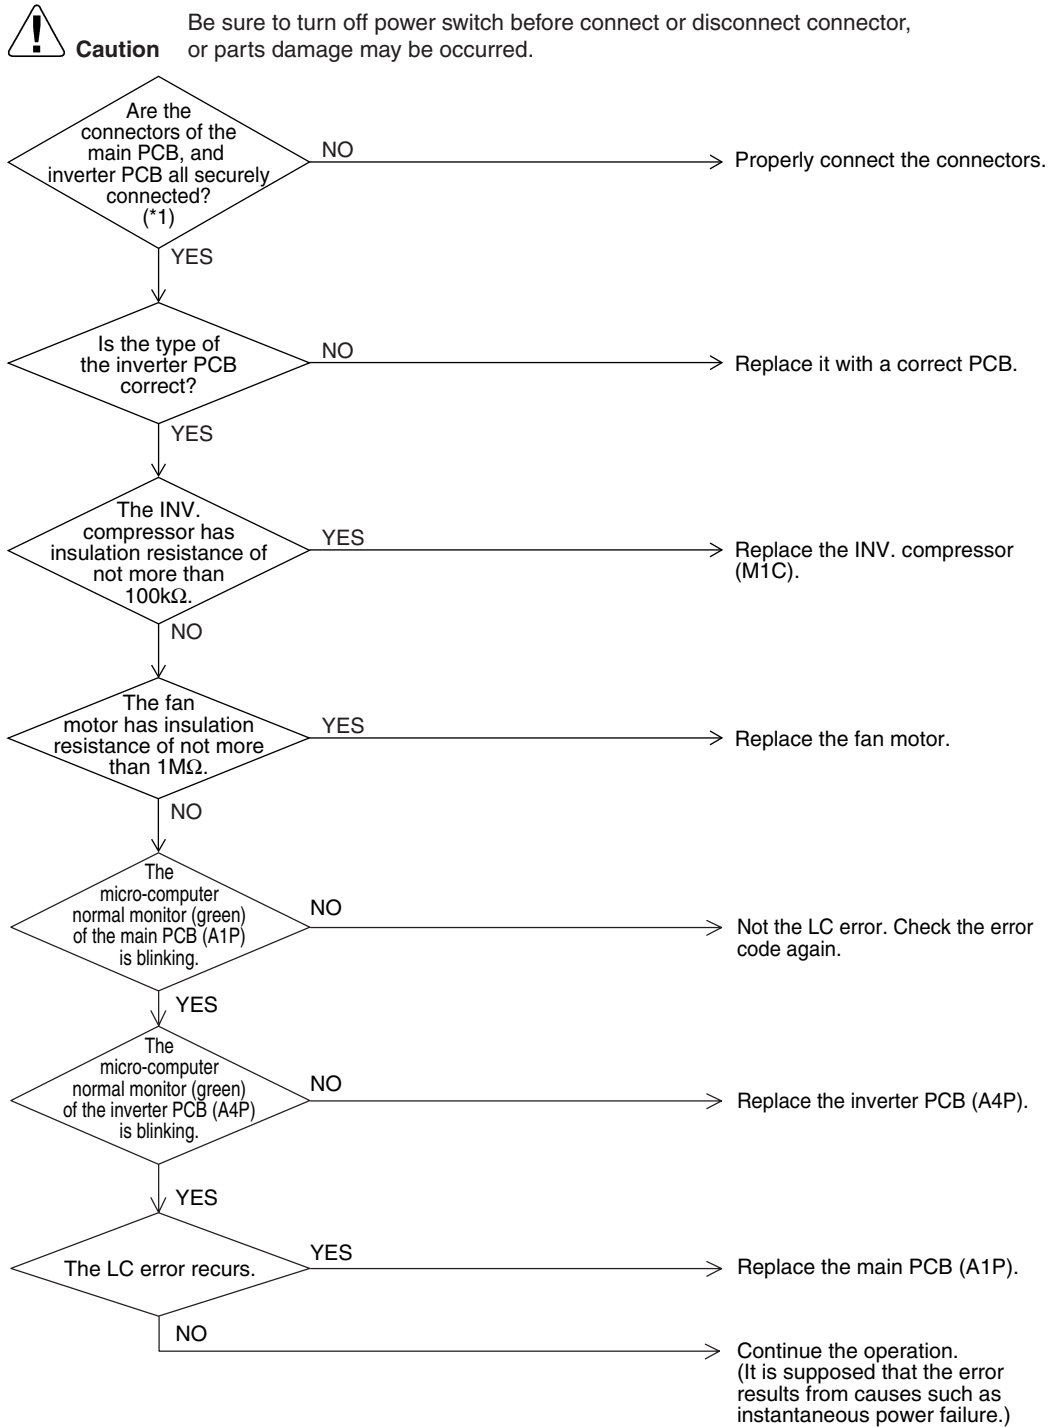 Be sure to turn off power switch before connect or disconnect connector,
Caution or parts damage may be occurred.
Are the
connectors of the
main PCB, and
inverter PCB all securely
connected?
(*1)
NO
Properly connect the connectors.
YES
Is the type of
the inverter PCB
correct?
NO
Replace it with a correct PCB.
YES
The INV.
compressor has
insulation resistance of
not more than
100kΩ.
YES
Replace the INV. compressor
(M1C).
NO
The fan
motor has insulation
resistance of not more
than 1MΩ.
YES
Replace the fan motor.
NO
The
micro-computer
normal monitor (green)
of the main PCB (A1P)
is blinking.
NO
Not the LC error. Check the error
code again.
YES
The
micro-computer
normal monitor (green)
of the inverter PCB (A4P)
is blinking.
NO
Replace the inverter PCB (A4P).
YES
The LC error recurs.
YES
Replace the main PCB (A1P).
NO
Continue the operation.
(It is supposed that the error
results from causes such as
instantaneous power failure.)